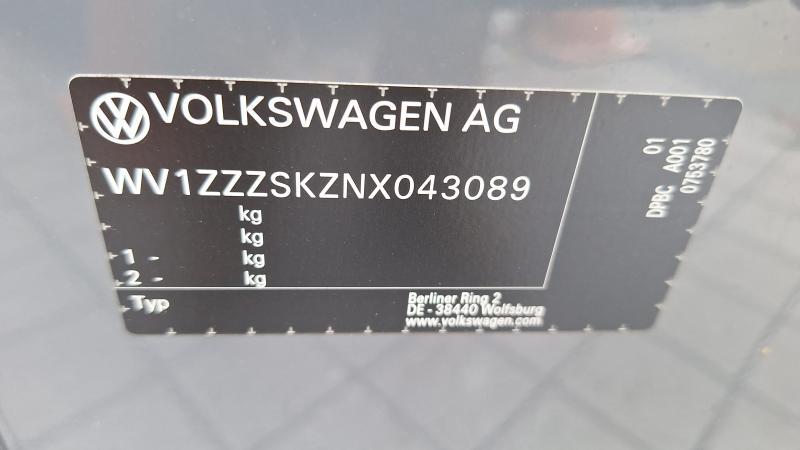 VOLKSWAGEN AG
WV1ZZZSKZNX043089
kg
kg
1 - kg
2 - kg
Typ
Berliner Ring 2
DE - 38440 Wolfsburg
www.volkswagen.com
01
DPBC A001
0753780